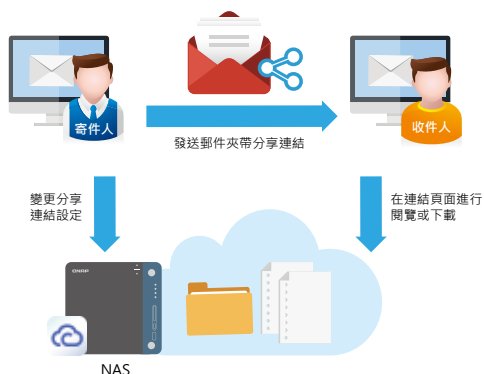 寄件人
收件人
發送郵件夾帶分享連結
變更分享
連結設定
在連結頁面進行
閱覽或下載
QNAP
NAS